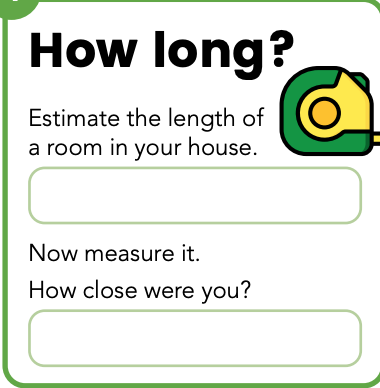 How long?
Estimate the length of
a room in your house.
Now measure it.
How close were you?